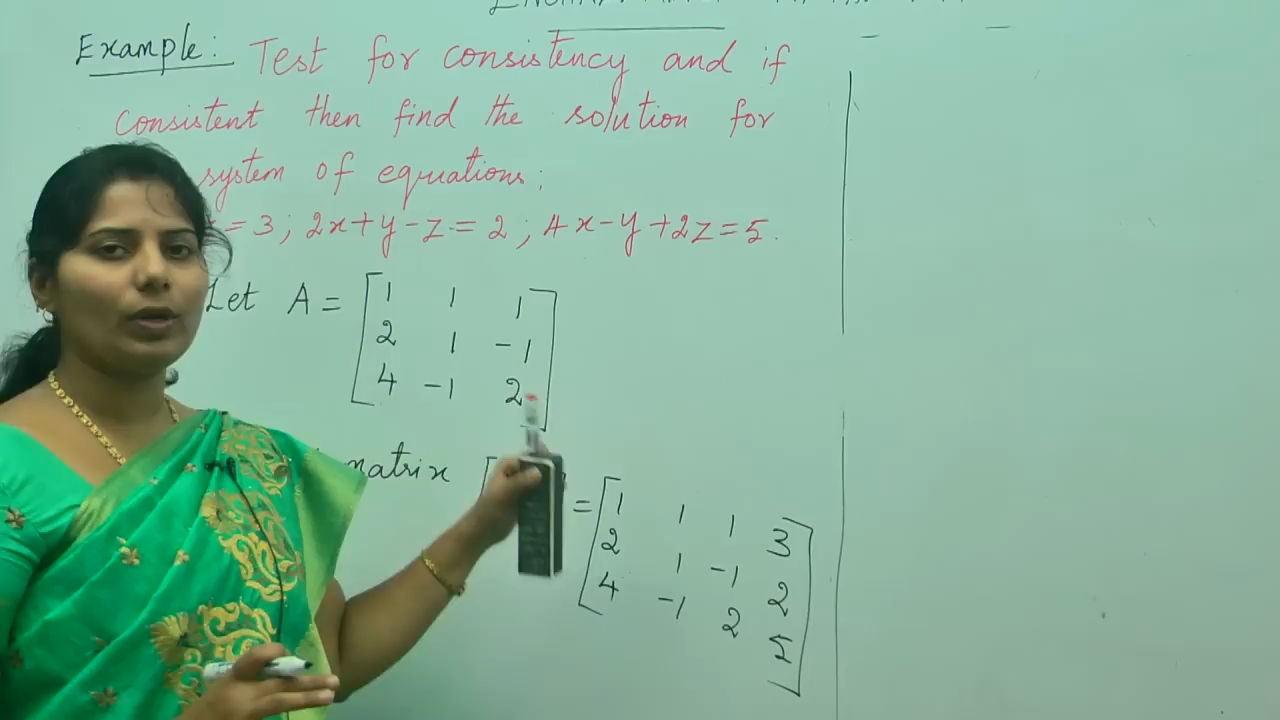 Example: Test for consistency and if
consistent then find the solution for
system of equations;
= 3; 2x+y-z = 2; 4x-y+2z=5.
Let A = [1 1 1
2 1 -1
4 -1 2]
matrix [ = [1 1 1 3
2 1 -1 2
4 -1 2 5]